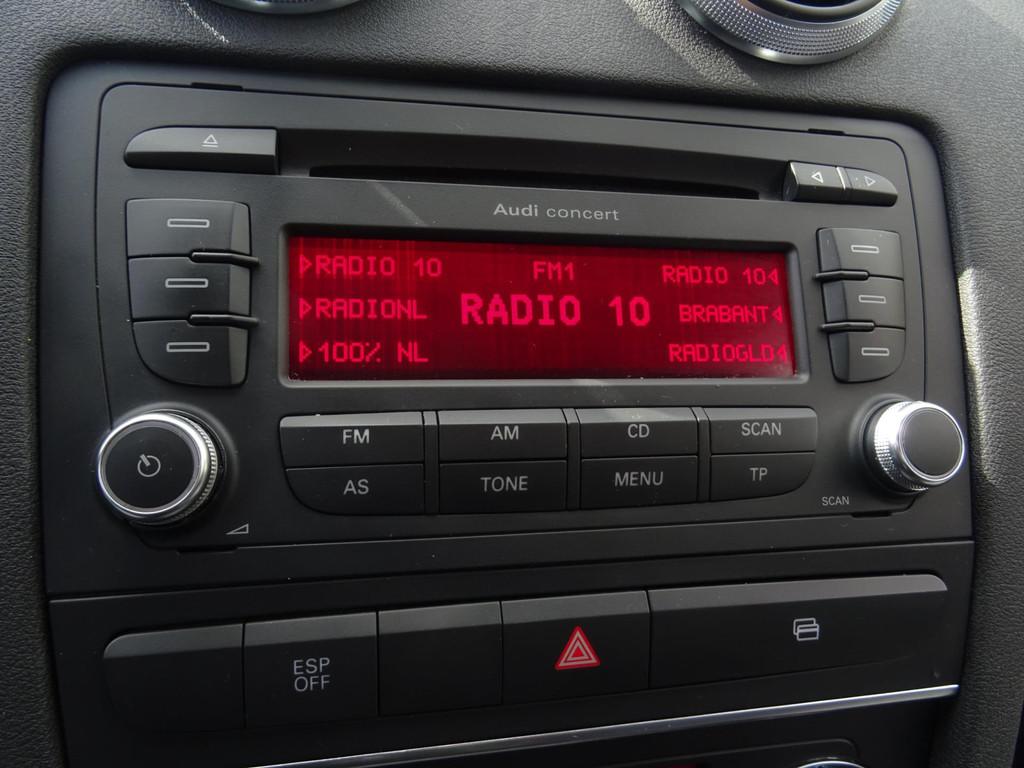 Audi concert
RADIO 10 FM1 RADIO 10
RADIONL RADIO 10 BRABANT
100% NL RADIOGLD
FM AM CD SCAN
AS TONE MENU TP
SCAN
ESP
OFF